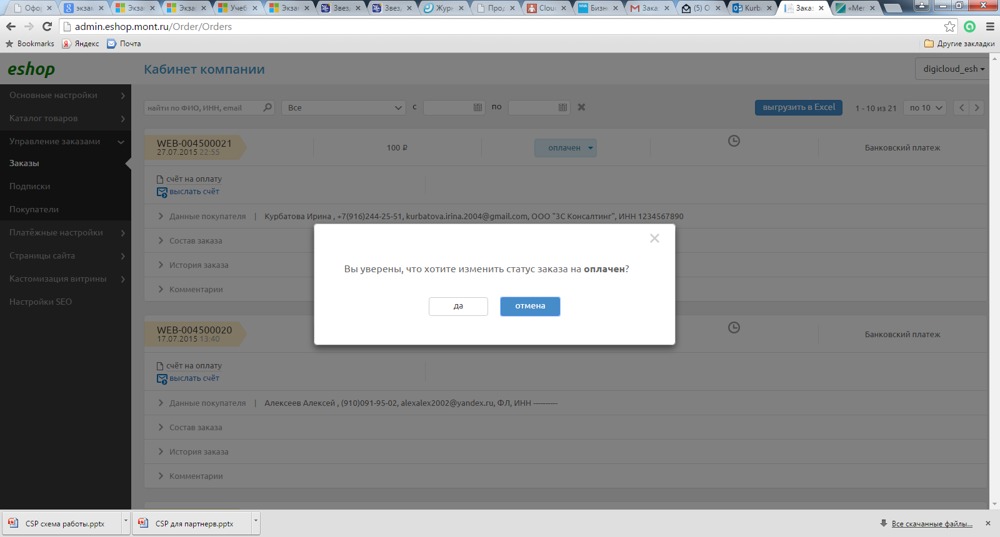 Офор
экзам
Экза
Экза
Учеб
Экза
Звез
Звез
Журн
Прод
Clou
Бизн
Зака
(5) О
Kurb
Зака
«Мег
admin.eshop.mont.ru/Order/Orders
Bookmarks Яндекс Почта Другие закладки
eshop Кабинет компании digicloud_esh
Основные настройки
Каталог товаров
Управление заказами
Заказы
Подписки
Покупатели
Платёжные настройки
Страницы сайта
Кастомизация витрины
Настройки SEO
найти по ФИО, ИНН, email Все с по выгрузить в Excel 1 - 10 из 21 по 10
WEB-004500021
27.07.2015 22:55
100 ₽ оплачен Банковский платеж
счёт на оплату
выслать счёт
Данные покупателя | Курбатова Ирина , +7(916)244-25-51, kurbatova.irina.2004@gmail.com, ООО "3С Консалтинг", ИНН 1234567890
Состав заказа
История заказа
Комментарии
Вы уверены, что хотите изменить статус заказа на оплачен?
да отмена
WEB-004500020
17.07.2015 13:40
Банковский платеж
счёт на оплату
выслать счёт
Данные покупателя | Алексеев Алексей , (910)091-95-02, alexalex2002@yandex.ru, ФЛ, ИНН ----------
Состав заказа
История заказа
Комментарии
CSP схема работы.pptx CSP для партнерв.pptx Все скачанные файлы...